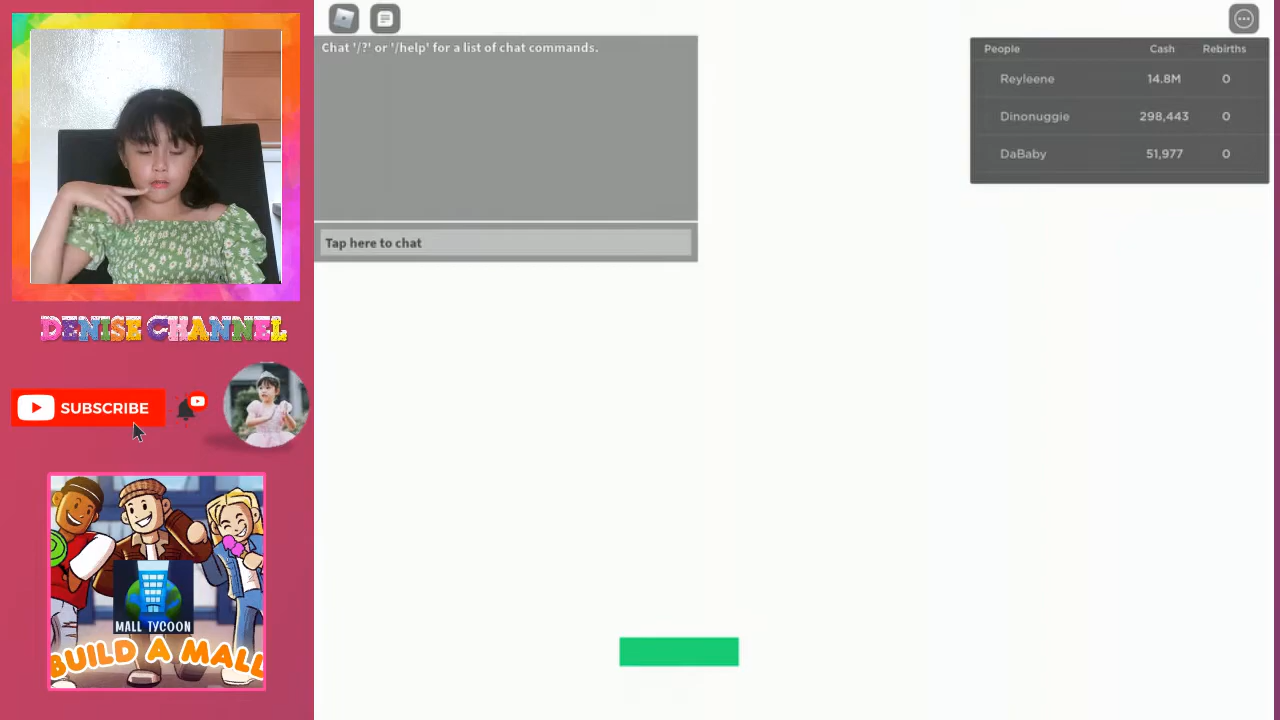 Chat '/?' or '/help' for a list of chat commands.
Tap here to chat
People Cash Rebirths
Reyleene 14.8M 0
Dinonuggie 298,443 0
DaBaby 51,977 0
DENISE CHANNEL
SUBSCRIBE
MALL TYCOON
BUILD A MALL